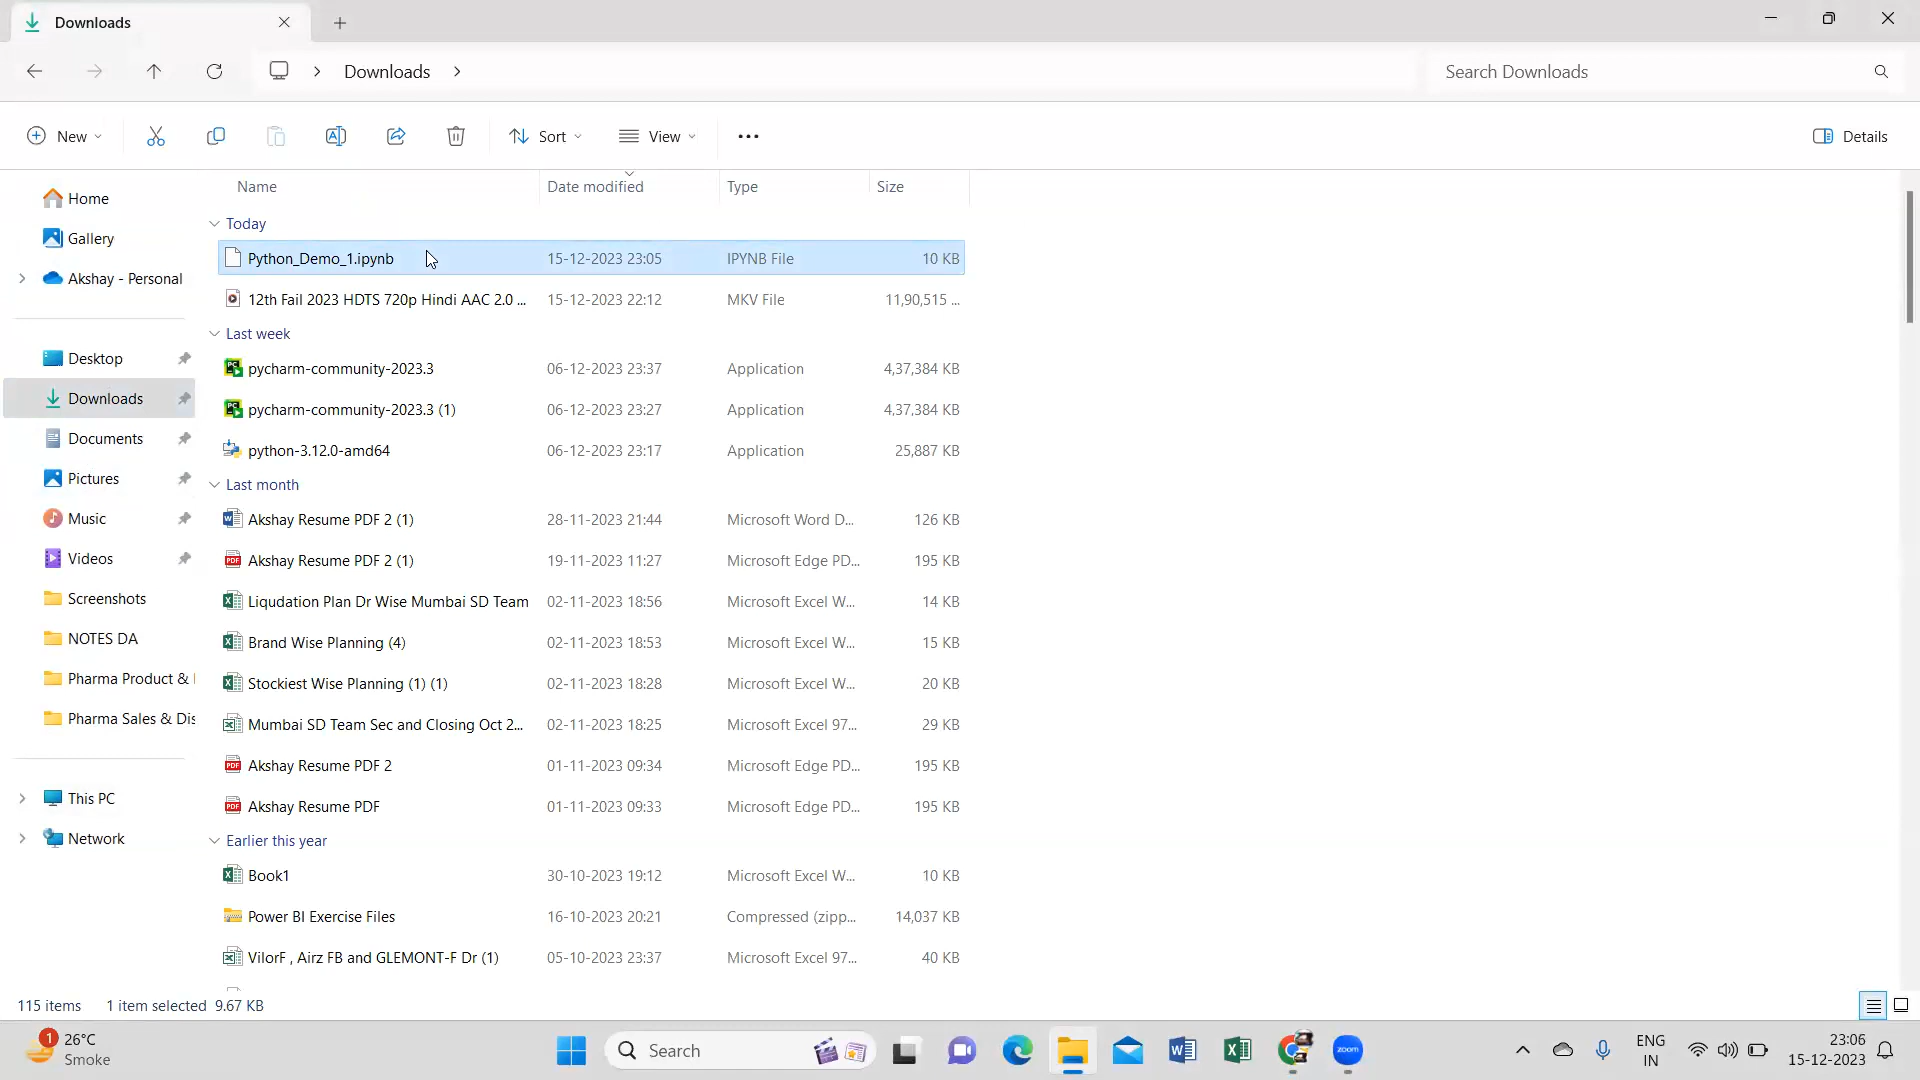 Downloads
Downloads
Search Downloads
New
Sort
View
Details
Home
Gallery
Akshay - Personal
Desktop
Downloads
Documents
Pictures
Music
Videos
Screenshots
NOTES DA
Pharma Product &
Pharma Sales & Dis
This PC
Network
Name Date modified Type Size
Today
Python_Demo_1.ipynb 15-12-2023 23:05 IPYNB File 10 KB
12th Fail 2023 HDTS 720p Hindi AAC 2.0 ... 15-12-2023 22:12 MKV File 11,90,515 ...
Last week
pycharm-community-2023.3 06-12-2023 23:37 Application 4,37,384 KB
pycharm-community-2023.3 (1) 06-12-2023 23:27 Application 4,37,384 KB
python-3.12.0-amd64 06-12-2023 23:17 Application 25,887 KB
Last month
Akshay Resume PDF 2 (1) 28-11-2023 21:44 Microsoft Word D... 126 KB
Akshay Resume PDF 2 (1) 19-11-2023 11:27 Microsoft Edge PD... 195 KB
Liqudation Plan Dr Wise Mumbai SD Team 02-11-2023 18:56 Microsoft Excel W... 14 KB
Brand Wise Planning (4) 02-11-2023 18:53 Microsoft Excel W... 15 KB
Stockiest Wise Planning (1) (1) 02-11-2023 18:28 Microsoft Excel W... 20 KB
Mumbai SD Team Sec and Closing Oct 2... 02-11-2023 18:25 Microsoft Excel 97... 29 KB
Akshay Resume PDF 2 01-11-2023 09:34 Microsoft Edge PD... 195 KB
Akshay Resume PDF 01-11-2023 09:33 Microsoft Edge PD... 195 KB
Earlier this year
Book1 30-10-2023 19:12 Microsoft Excel W... 10 KB
Power BI Exercise Files 16-10-2023 20:21 Compressed (zipp... 14,037 KB
VilorF , Airz FB and GLEMONT-F Dr (1) 05-10-2023 23:37 Microsoft Excel 97... 40 KB
115 items 1 item selected 9.67 KB
1
26°C
Smoke
Search
zoom
ENG
IN
23:06
15-12-2023